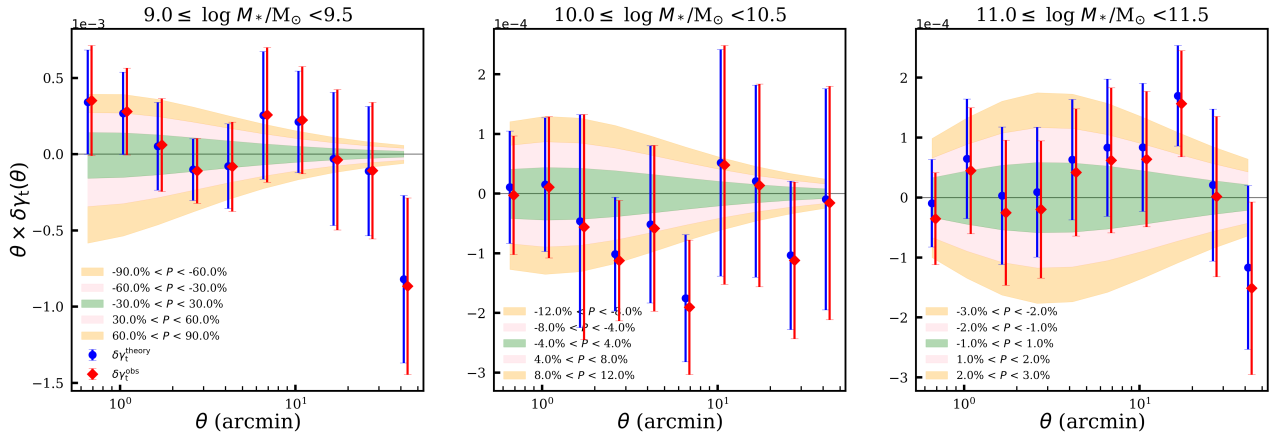 9.0 ≤ log M*/M⊙ <9.5
1e−3
0.5
0.0
−0.5
−1.0
−1.5
θ × δγt(θ)
-90.0% < P < -60.0%
-60.0% < P < -30.0%
-30.0% < P < 30.0%
30.0% < P < 60.0%
60.0% < P < 90.0%
δγt^theory
δγt^obs
10^0
10^1
θ (arcmin)
10.0 ≤ log M*/M⊙ <10.5
1e−4
2
1
0
−1
−2
−3
-12.0% < P < -8.0%
-8.0% < P < -4.0%
-4.0% < P < 4.0%
4.0% < P < 8.0%
8.0% < P < 12.0%
10^0
10^1
θ (arcmin)
11.0 ≤ log M*/M⊙ <11.5
1e−4
2
1
0
−1
−2
−3
-3.0% < P < -2.0%
-2.0% < P < -1.0%
-1.0% < P < 1.0%
1.0% < P < 2.0%
2.0% < P < 3.0%
10^0
10^1
θ (arcmin)